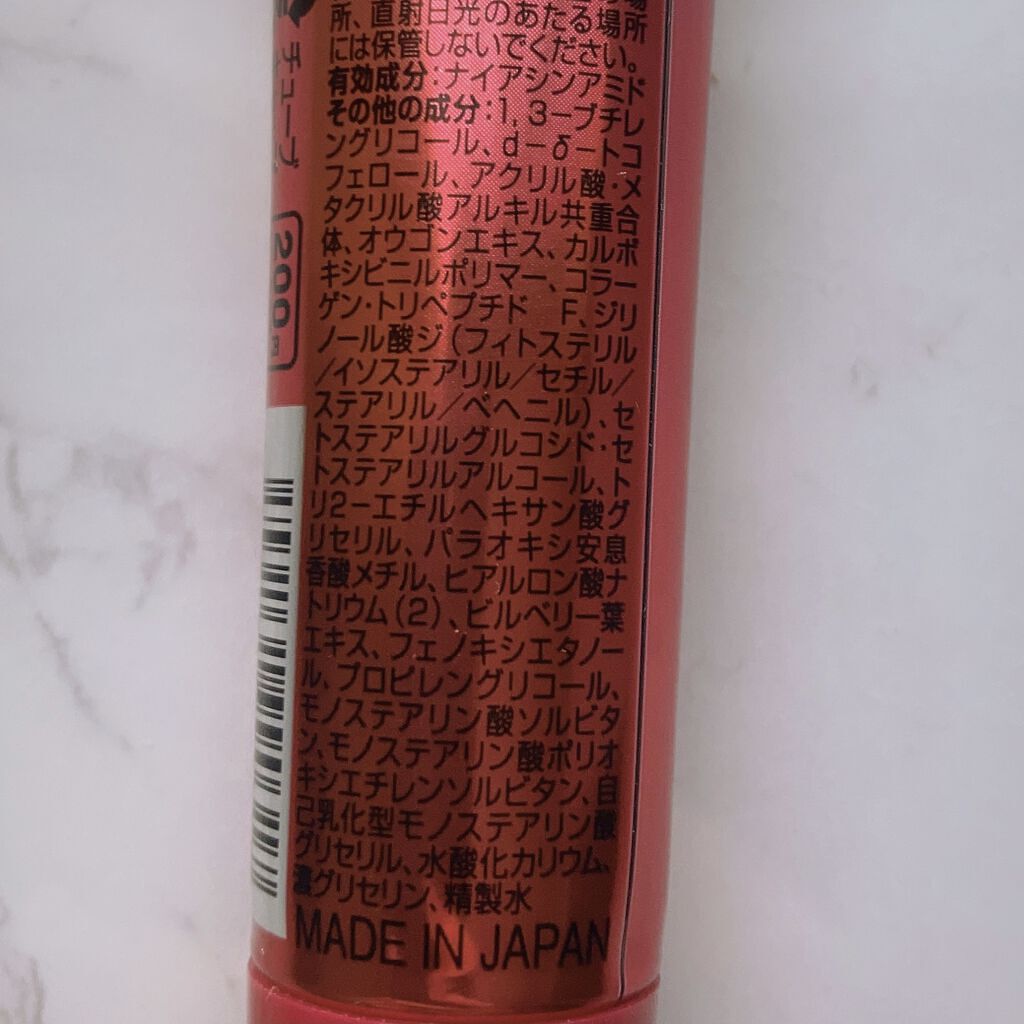 所、直射日光のあたる場所
には保管しないでください。
有効成分：ナイアシンアミド
その他の成分：1，3－ブチレ
ングリコール、d－δ－トコ
フェロール、アクリル酸・メ
タクリル酸アルキル共重合
体、オウゴンエキス、カルボ
キシビニルポリマー、コラー
ゲン・トリペプチド　F、ジリ
ノール酸ジ（フィトステリル
／イソステアリル／セチル／
ステアリル／ベヘニル）、セ
トステアリルグルコシド・セ
トステアリルアルコール、ト
リ2－エチルヘキサン酸グ
リセリル、パラオキシ安息
香酸メチル、ヒアルロン酸ナ
トリウム（2）、ビルベリー葉
エキス、フェノキシエタノー
ル、プロピレングリコール、
モノステアリン酸ソルビタ
ン、モノステアリン酸ポリオ
キシエチレンソルビタン、自
己乳化型モノステアリン酸
グリセリル、水酸化カリウム、
濃グリセリン、精製水
MADE IN JAPAN
チューブ
200円